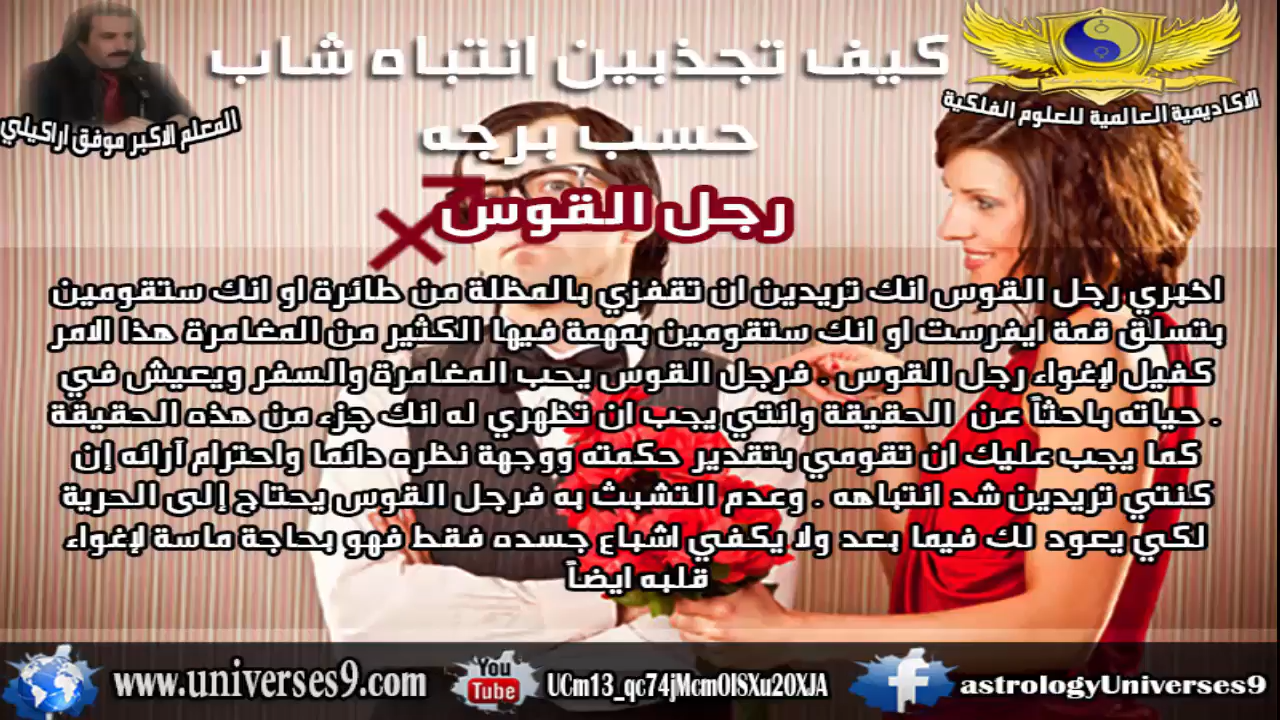 كيف تجذبين انتباه شاب
حسب برجه
رجل القوس
المعلم الاكبر موفق اراكيلي
الاكاديمية العالمية للعلوم الفلكية
اخبري رجل القوس انك تريدين ان تقفزي بالمظلة من طائرة او انك ستقومين
بتسلق قمة ايفرست او انك ستقومين بمهمة فيها الكثير من المغامرة هذا الامر
كفيل لإغواء رجل القوس . فرجل القوس يحب المغامرة والسفر ويعيش في
حياته باحثاً عن الحقيقة وانتي يجب ان تظهري له انك جزء من هذه الحقيقة .
كما يجب عليك ان تقومي بتقدير حكمته ووجهة نظره دائما واحترام آرائه إن
كنتي تريدين شد انتباهه . وعدم التشبث به فرجل القوس يحتاج إلى الحرية
لكي يعود لك فيما بعد ولا يكفي اشباع جسده فقط فهو بحاجة ماسة لإغواء
قلبه ايضاً
www.universes9.com
You Tube
UCm13_qc74jMcmOlSXu20XJA
f
astrologyUniverses9